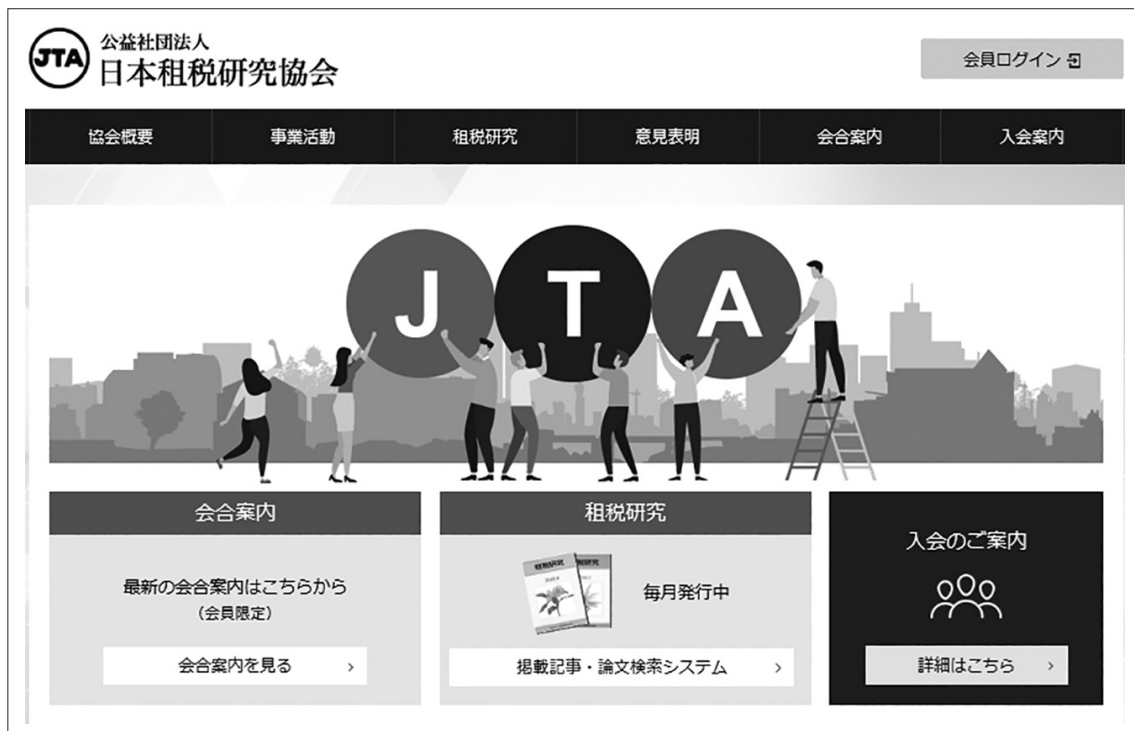 JTA
公益社団法人
日本租税研究協会
会員ログイン
協会概要 事業活動 租税研究 意見表明 会合案内 入会案内
J T A
会合案内
最新の会合案内はこちらから
(会員限定)
会合案内を見る
租税研究
租税研究
毎月発行中
掲載記事・論文検索システム
入会のご案内
詳細はこちら